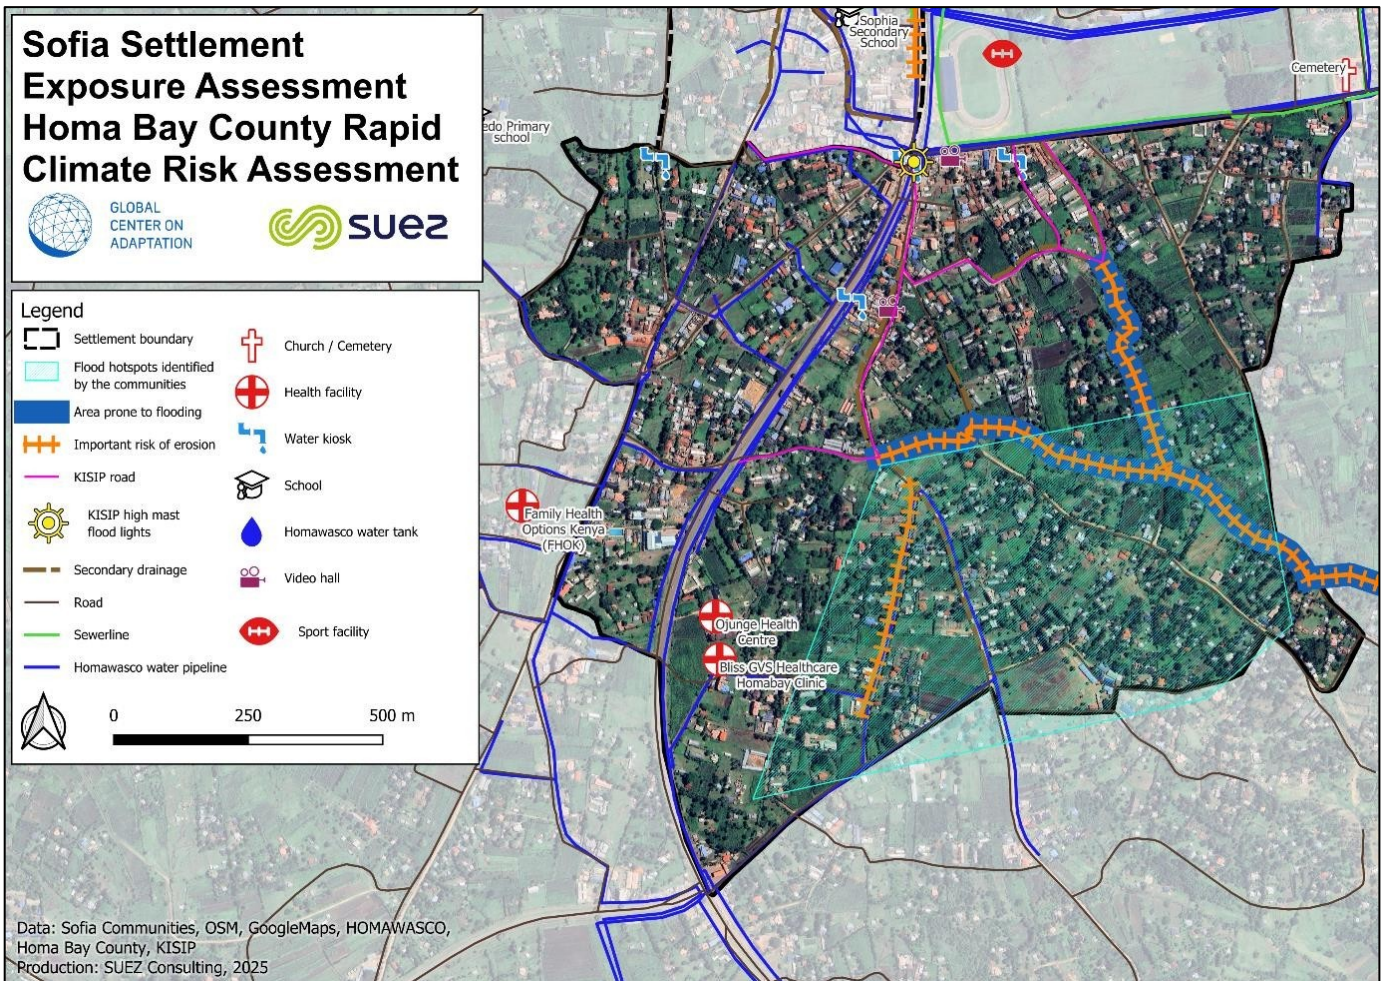 Sofia Settlement
Exposure Assessment
Homa Bay County Rapid
Climate Risk Assessment
GLOBAL
CENTER ON
ADAPTATION
suez
Legend
Settlement boundary
Flood hotspots identified
by the communities
Area prone to flooding
Important risk of erosion
KISIP road
KISIP high mast
flood lights
Secondary drainage
Road
Sewerline
Homawasco water pipeline
Church / Cemetery
Health facility
Water kiosk
School
Homawasco water tank
Video hall
Sport facility
0 250 500 m
Data: Sofia Communities, OSM, GoogleMaps, HOMAWASCO,
Homa Bay County, KISIP
Production: SUEZ Consulting, 2025
Sophia
Secondary
School
Cemetery
edo Primary
school
Family Health
Options Kenya
(FHOK)
Ojunge Health
Centre
Bliss GVS Healthcare
Homabay Clinic